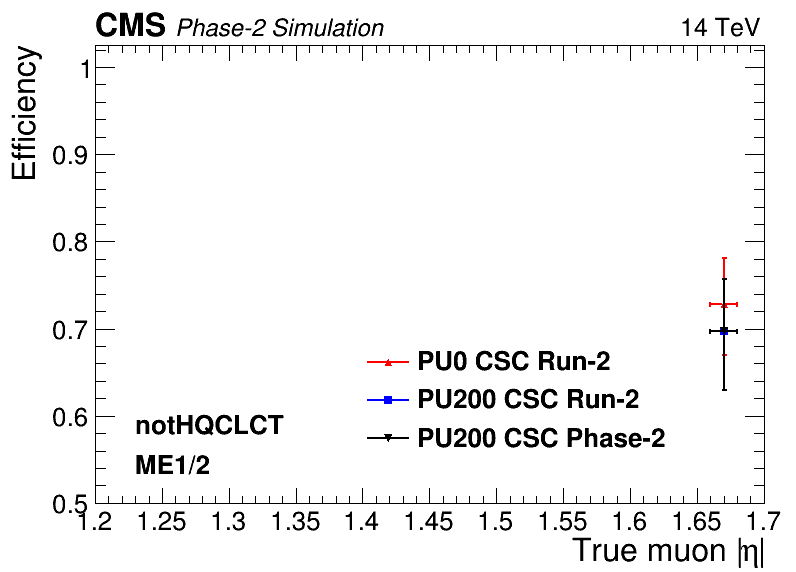 CMS Phase-2 Simulation 14 TeV
Efficiency
1
0.9
0.8
0.7
0.6
0.5
PU0 CSC Run-2
PU200 CSC Run-2
PU200 CSC Phase-2
notHQCLCT
ME1/2
1.2 1.25 1.3 1.35 1.4 1.45 1.5 1.55 1.6 1.65 1.7
True muon |η|